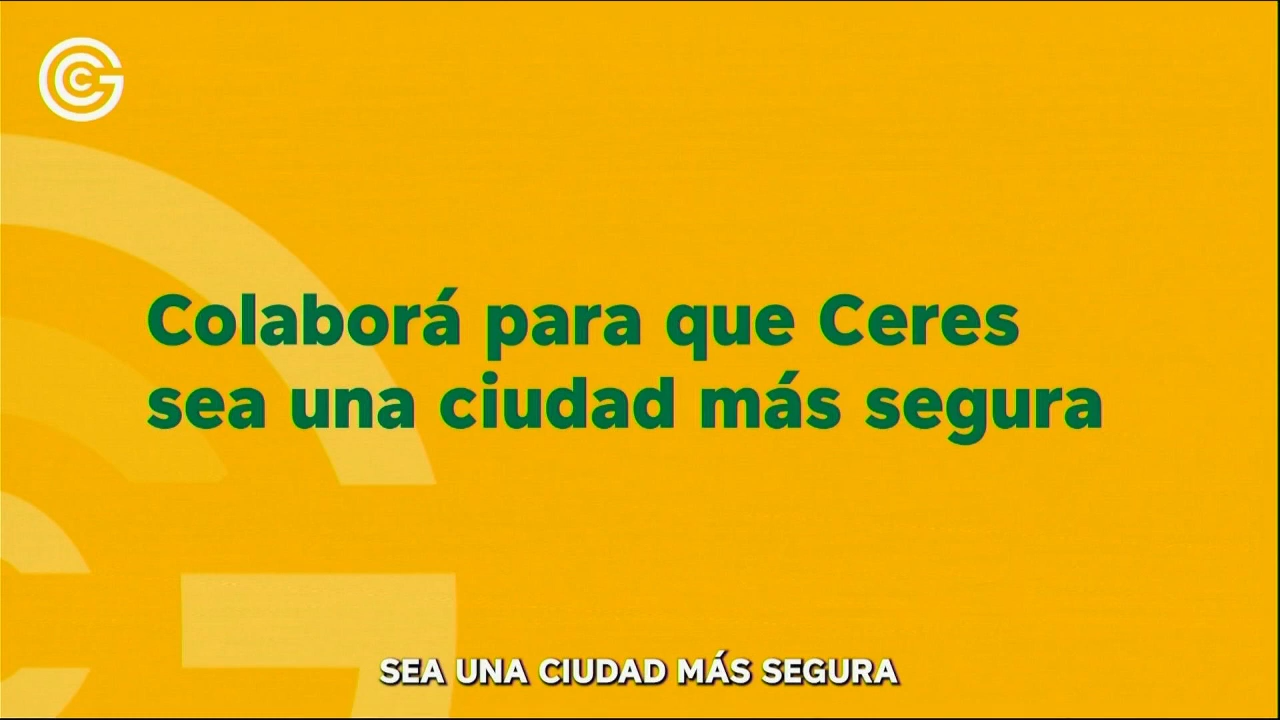 Colaborá para que Ceres
sea una ciudad más segura
SEA UNA CIUDAD MÁS SEGURA